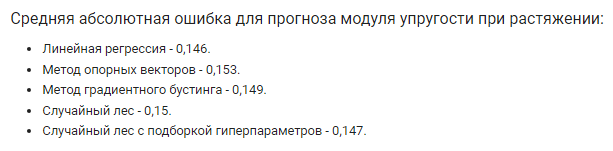 Средняя абсолютная ошибка для прогноза модуля упругости при растяжении:
• Линейная регрессия - 0,146.
• Метод опорных векторов - 0,153.
• Метод градиентного бустинга - 0,149.
• Случайный лес - 0,15.
• Случайный лес с подборкой гиперпараметров - 0,147.